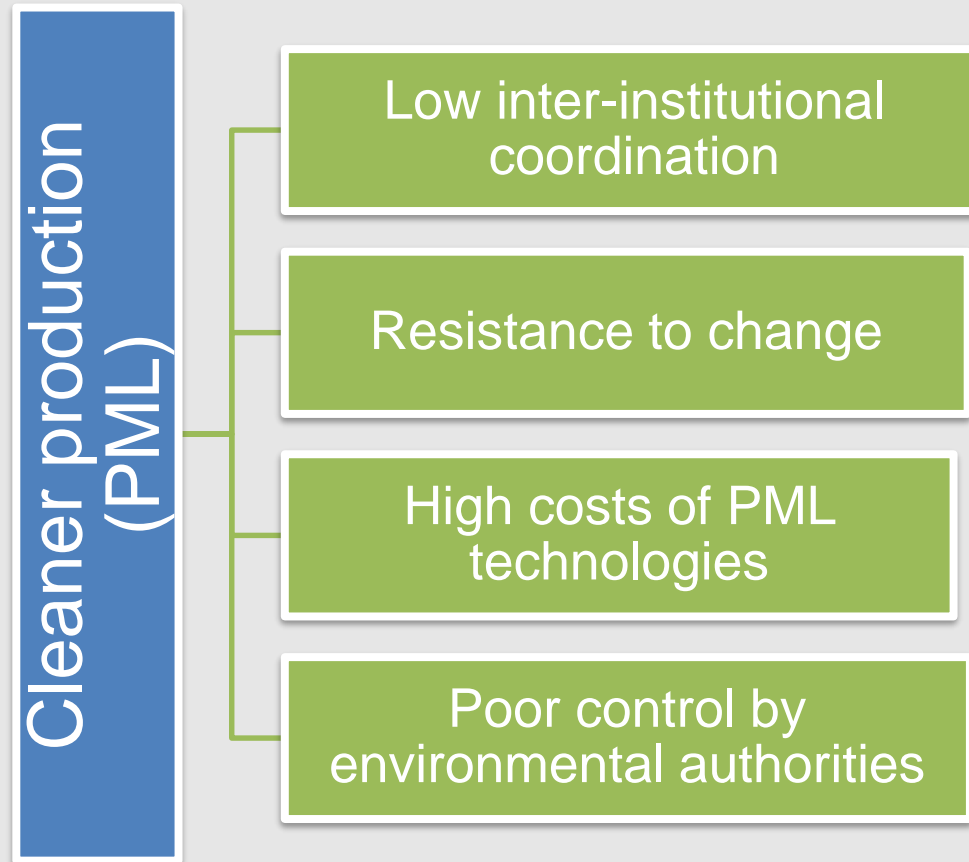 Cleaner production
(PML)
Low inter-institutional
coordination
Resistance to change
High costs of PML
technologies
Poor control by
environmental authorities